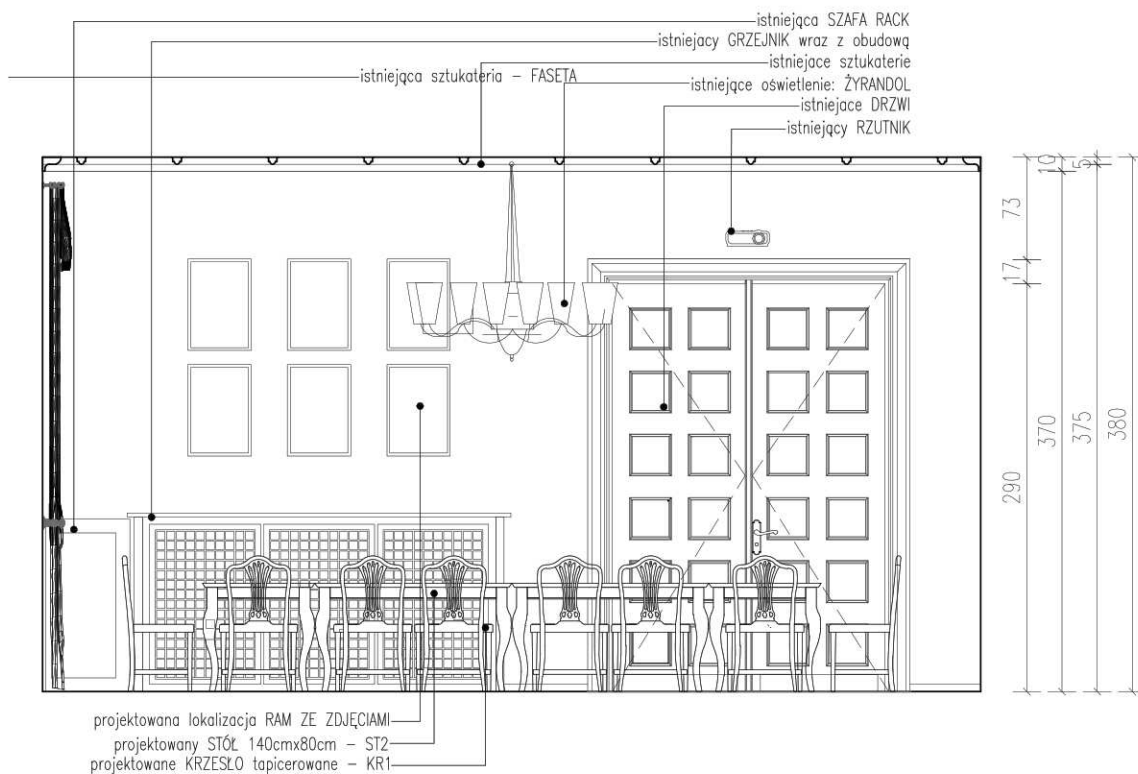 istniejąca SZAFA RACK
istniejacy GRZEJNIK wraz z obudową
istniejace sztukaterie
istniejąca sztukateria - FASETA
istniejące oświetlenie: ŻYRANDOL
istniejace DRZWI
istniejący RZUTNIK
10
5
73
17
290
370
375
380
projektowana lokalizacja RAM ZE ZDJĘCIAMI
projektowany STÓŁ 140cmx80cm - ST2
projektowane KRZESŁO tapicerowane - KR1